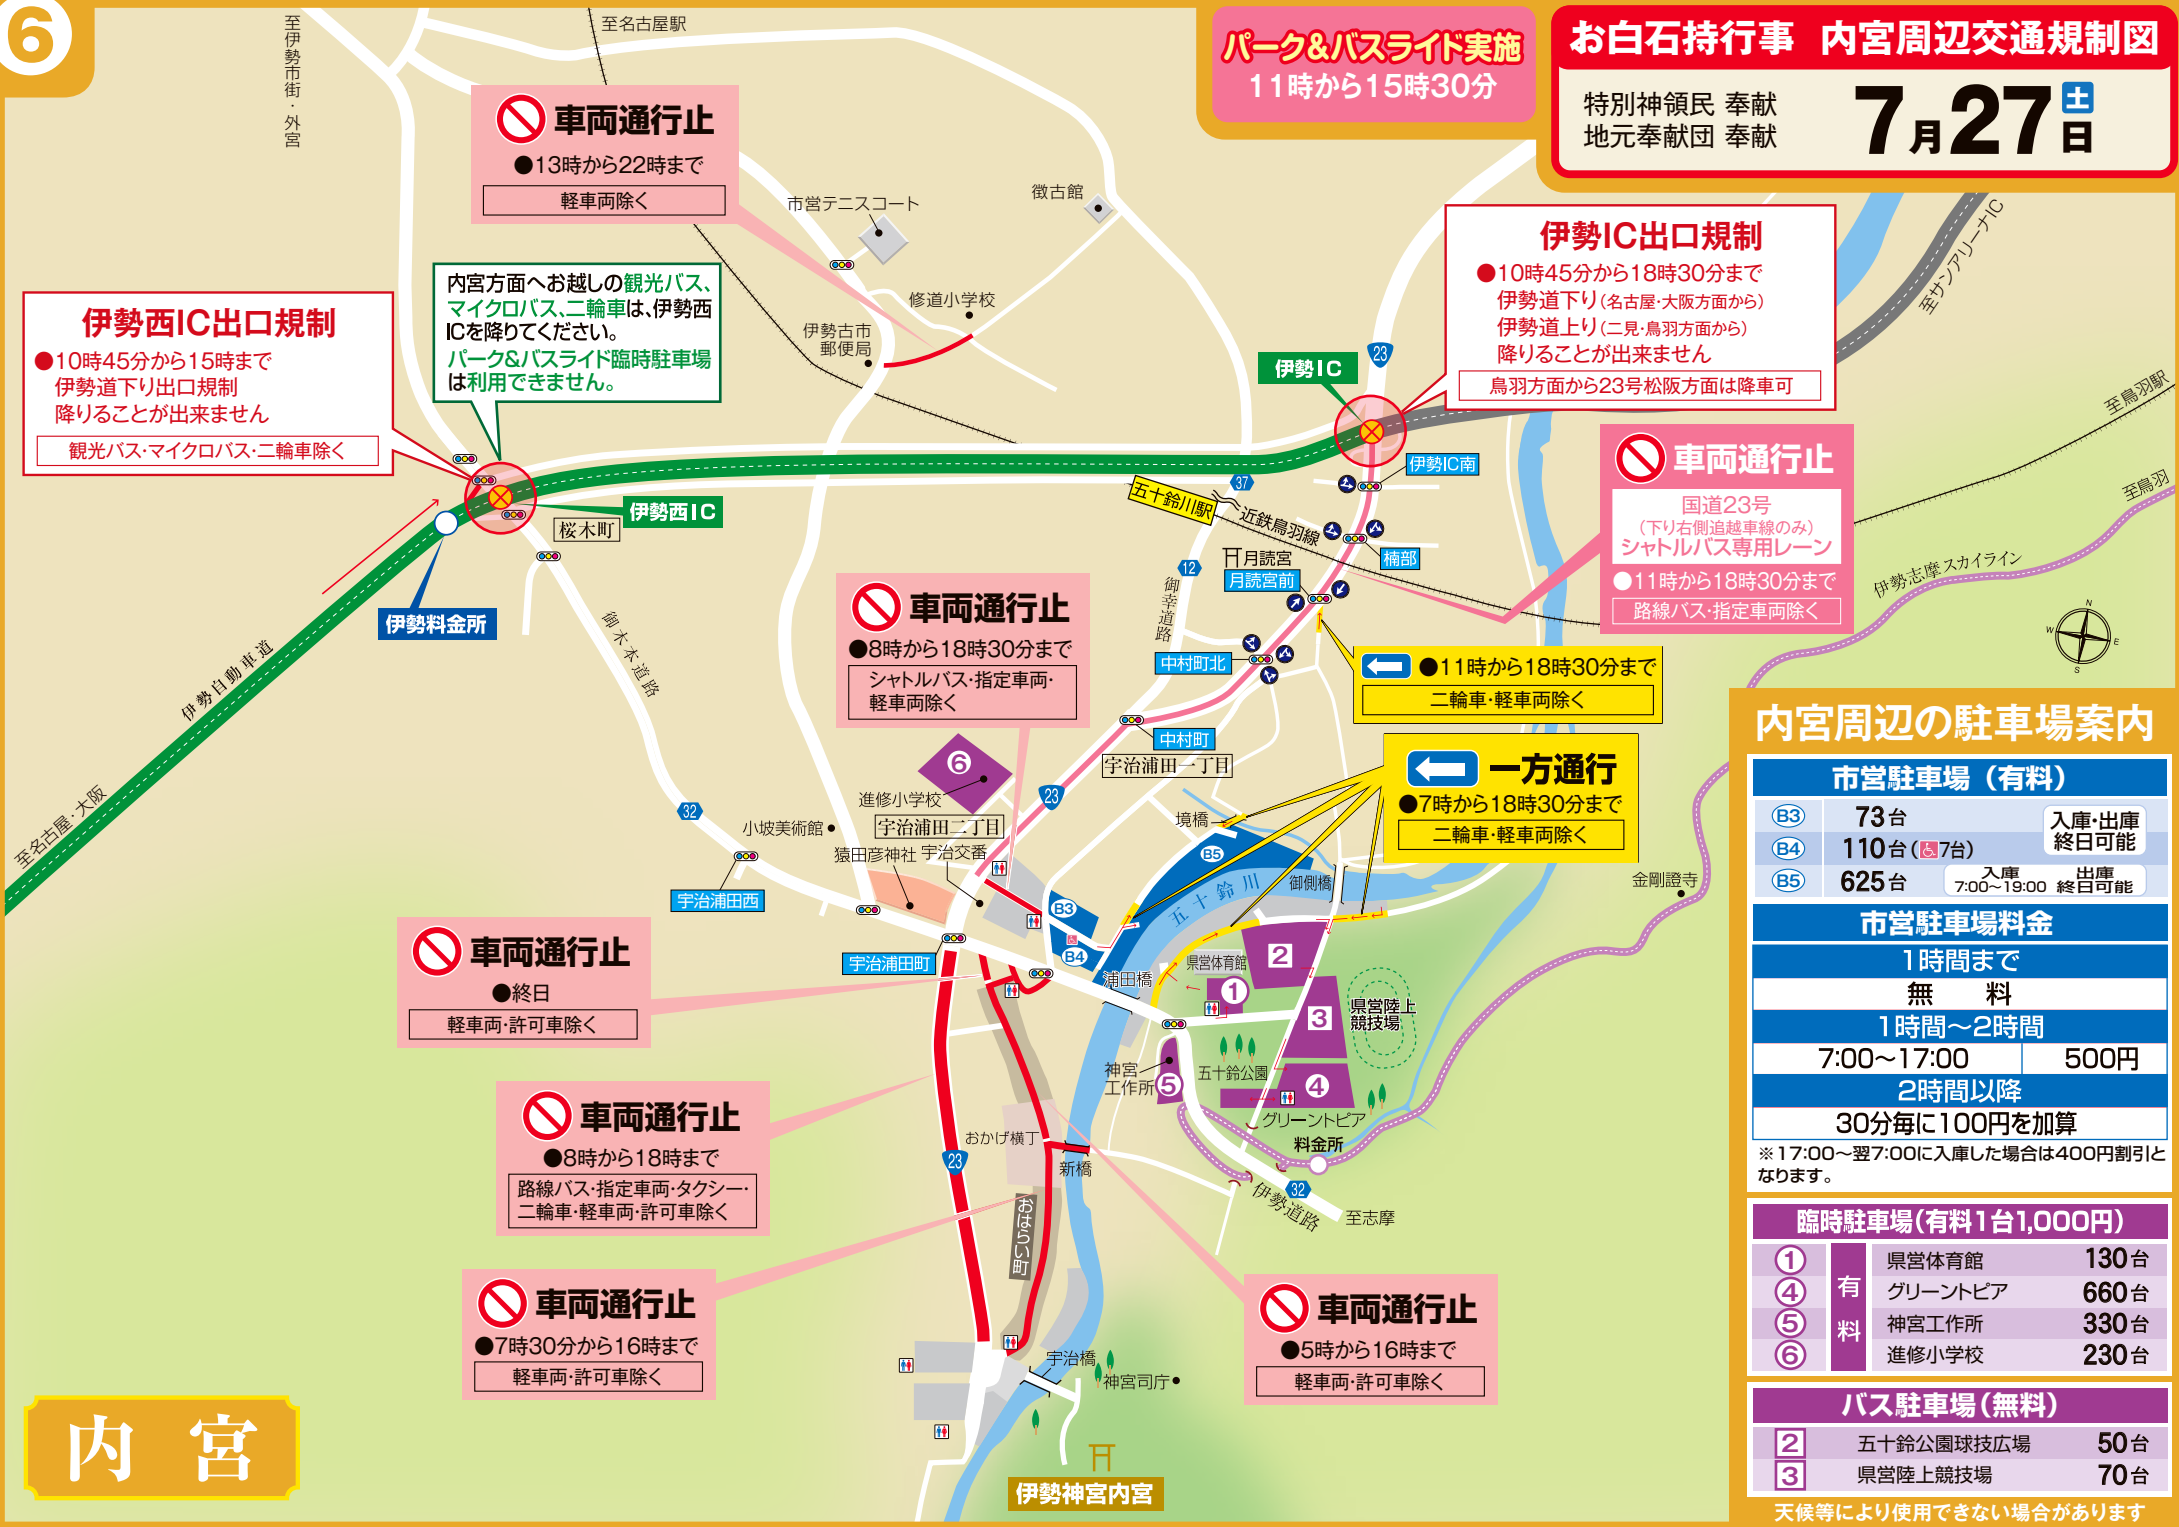 6
至伊勢市街・外宮
至名古屋駅
パーク&バスライド実施
11時から15時30分
お白石持行事 内宮周辺交通規制図
特別神領民 奉献
地元奉献団 奉献
7月27日 土
車両通行止
●13時から22時まで
軽車両除く
市営テニスコート
徴古館
修道小学校
伊勢古市
郵便局
伊勢西IC出口規制
●10時45分から15時まで
伊勢道下り出口規制
降りることが出来ません
観光バス・マイクロバス・二輪車除く
内宮方面へお越しの観光バス、
マイクロバス、二輪車は、伊勢西
ICを降りてください。
パーク&バスライド臨時駐車場
は利用できません。
伊勢IC出口規制
●10時45分から18時30分まで
伊勢道下り(名古屋・大阪方面から)
伊勢道上り(二見・鳥羽方面から)
降りることが出来ません
鳥羽方面から23号松阪方面は降車可
至サンアリーナIC
至鳥羽駅
至鳥羽
伊勢IC
23
伊勢IC南
37
五十鈴川駅
近鉄鳥羽線
楠部
月読宮
月読宮前
12
御幸道路
中村町北
中村町
宇治浦田一丁目
車両通行止
国道23号
(下り右側追越車線のみ)
シャトルバス専用レーン
●11時から18時30分まで
路線バス・指定車両除く
伊勢志摩スカイライン
N
W
E
S
伊勢西IC
桜木町
伊勢料金所
伊勢自動車道
至名古屋・大阪
御木本道路
32
車両通行止
●8時から18時30分まで
シャトルバス・指定車両・
軽車両除く
●11時から18時30分まで
二輪車・軽車両除く
一方通行
●7時から18時30分まで
二輪車・軽車両除く
6
進修小学校
宇治浦田二丁目
23
小坡美術館
猿田彦神社
宇治交番
宇治浦田西
宇治浦田町
境橋
B5
五十鈴川
御側橋
B3
B4
浦田橋
金剛證寺
県営体育館
1
2
3
県営陸上
競技場
神宮
工作所
5
五十鈴公園
4
グリーントピア
料金所
32
伊勢道路
至志摩
車両通行止
●終日
軽車両・許可車除く
車両通行止
●8時から18時まで
路線バス・指定車両・タクシー・
二輪車・軽車両・許可車除く
車両通行止
●7時30分から16時まで
軽車両・許可車除く
おかげ横丁
23
新橋
おはらい町
車両通行止
●5時から16時まで
軽車両・許可車除く
宇治橋
神宮司庁
伊勢神宮内宮
内宮
内宮周辺の駐車場案内
市営駐車場(有料)
B3 73台
B4 110台(7台)
入庫・出庫
終日可能
B5 625台
入庫 7:00〜19:00 出庫 終日可能
市営駐車場料金
1時間まで
無 料
1時間〜2時間
7:00〜17:00 500円
2時間以降
30分毎に100円を加算
※17:00〜翌7:00に入庫した場合は400円割引と
なります。
臨時駐車場(有料1台1,000円)
有料
1 県営体育館 130台
4 グリーントピア 660台
5 神宮工作所 330台
6 進修小学校 230台
バス駐車場(無料)
2 五十鈴公園球技広場 50台
3 県営陸上競技場 70台
天候等により使用できない場合があります